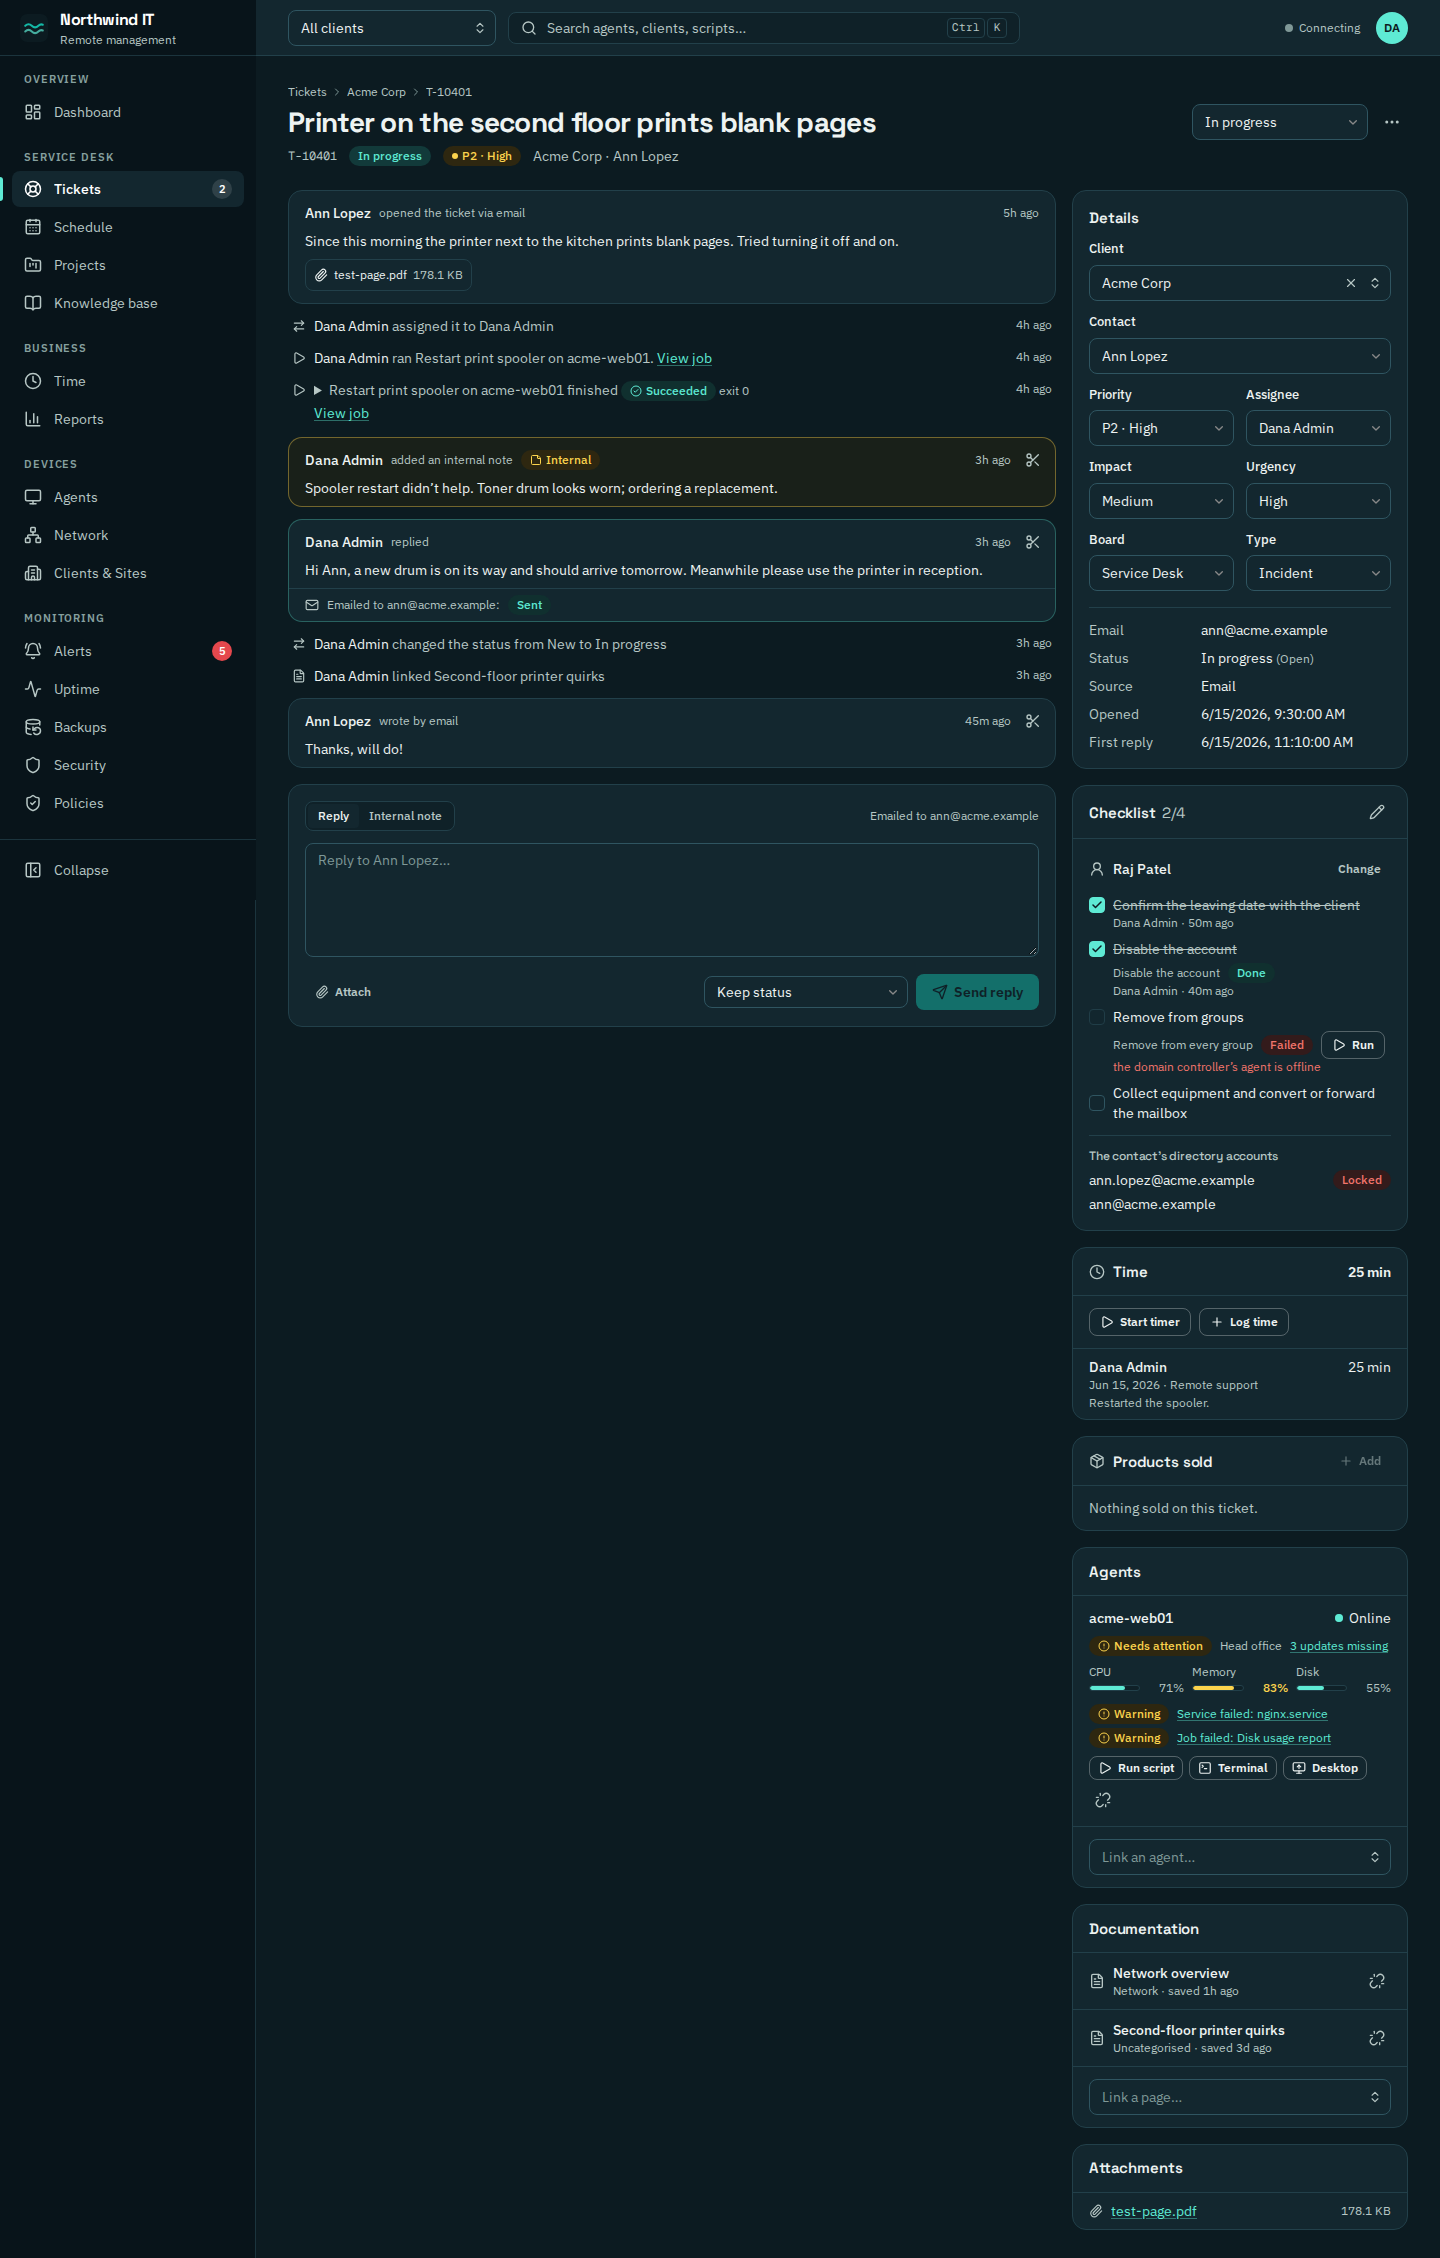 Northwind IT
Remote management
All clients
Search agents, clients, scripts...
Ctrl K
Connecting
DA
OVERVIEW
Dashboard
SERVICE DESK
Tickets 2
Schedule
Projects
Knowledge base
BUSINESS
Time
Reports
DEVICES
Agents
Network
Clients & Sites
MONITORING
Alerts 5
Uptime
Backups
Security
Policies
Collapse
Tickets > Acme Corp > T-10401
Printer on the second floor prints blank pages
T-10401 In progress P2 · High Acme Corp · Ann Lopez
In progress
Ann Lopez opened the ticket via email 5h ago
Since this morning the printer next to the kitchen prints blank pages. Tried turning it off and on.
test-page.pdf 178.1 KB
Dana Admin assigned it to Dana Admin 4h ago
Dana Admin ran Restart print spooler on acme-web01. View job 4h ago
Restart print spooler on acme-web01 finished Succeeded exit 0 4h ago
View job
Dana Admin added an internal note Internal 3h ago
Spooler restart didn't help. Toner drum looks worn; ordering a replacement.
Dana Admin replied 3h ago
Hi Ann, a new drum is on its way and should arrive tomorrow. Meanwhile please use the printer in reception.
Emailed to ann@acme.example: Sent
Dana Admin changed the status from New to In progress 3h ago
Dana Admin linked Second-floor printer quirks 3h ago
Ann Lopez wrote by email 45m ago
Thanks, will do!
Reply Internal note Emailed to ann@acme.example
Reply to Ann Lopez...
Attach Keep status Send reply
Details
Client
Acme Corp
Contact
Ann Lopez
Priority Assignee
P2 · High Dana Admin
Impact Urgency
Medium High
Board Type
Service Desk Incident
Email ann@acme.example
Status In progress (Open)
Source Email
Opened 6/15/2026, 9:30:00 AM
First reply 6/15/2026, 11:10:00 AM
Checklist 2/4
Raj Patel Change
Confirm the leaving date with the client
Dana Admin · 50m ago
Disable the account
Disable the account Done
Dana Admin · 40m ago
Remove from groups
Remove from every group Failed Run
the domain controller's agent is offline
Collect equipment and convert or forward
the mailbox
The contact's directory accounts
ann.lopez@acme.example Locked
ann@acme.example
Time 25 min
Start timer Log time
Dana Admin 25 min
Jun 15, 2026 · Remote support
Restarted the spooler.
Products sold Add
Nothing sold on this ticket.
Agents
acme-web01 Online
Needs attention Head office 3 updates missing
CPU Memory Disk
71% 83% 55%
Warning Service failed: nginx.service
Warning Job failed: Disk usage report
Run script Terminal Desktop
Link an agent...
Documentation
Network overview
Network · saved 1h ago
Second-floor printer quirks
Uncategorised · saved 3d ago
Link a page...
Attachments
test-page.pdf 178.1 KB